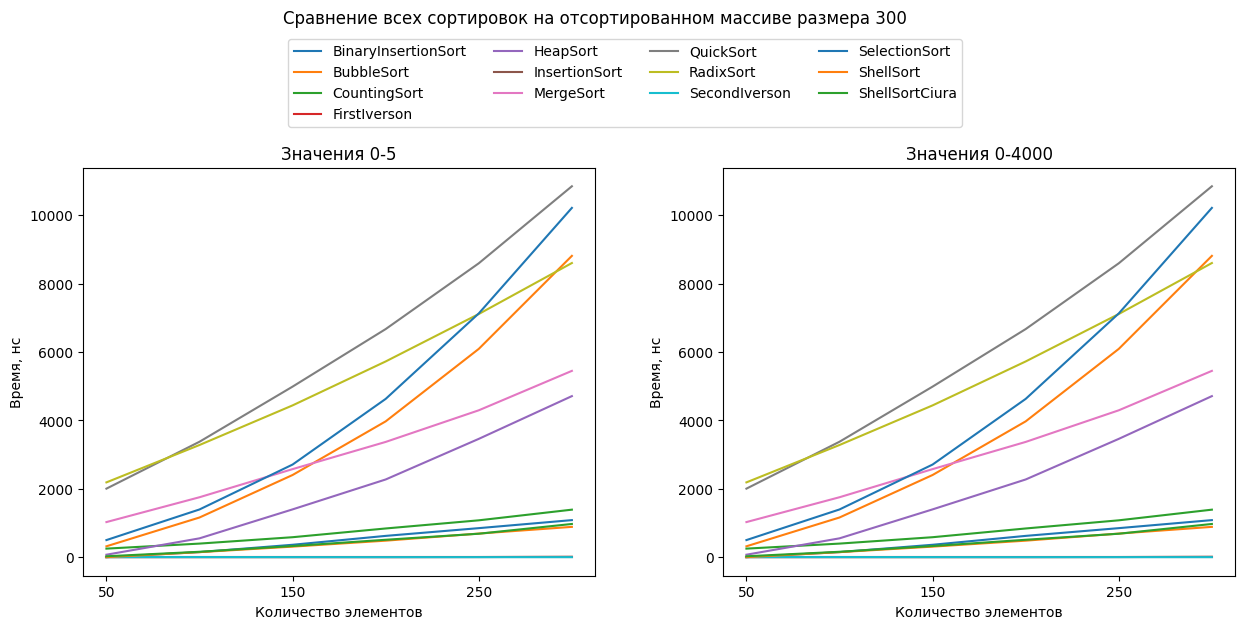 Сравнение всех сортировок на отсортированном массиве размера 300
BinaryInsertionSort HeapSort QuickSort SelectionSort
BubbleSort InsertionSort RadixSort ShellSort
CountingSort MergeSort SecondIverson ShellSortCiura
FirstIverson
Значения 0-5
10000
8000
6000
4000
2000
0
Время, нс
50 150 250
Количество элементов
Значения 0-4000
10000
8000
6000
4000
2000
0
Время, нс
50 150 250
Количество элементов